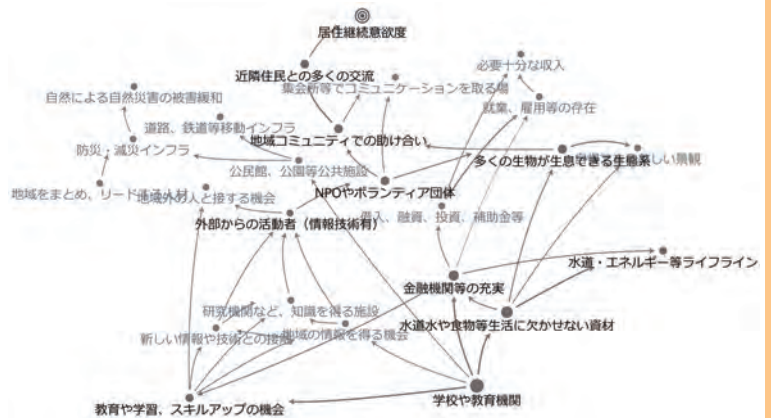 居住継続意欲度
近隣住民との多くの交流
必要十分な収入
集会所等でコミュニケーションを取る場
自然による自然災害の被害緩和
就業、雇用等の存在
道路、鉄道等移動インフラ
地域コミュニティでの助け合い
防災・減災インフラ
多くの生物が生息できる生態系
しい景観
公民館、公園等公共施設
地域をまとめ、リードする人材
地域外の人と接する機会
NPOやボランティア団体
外部からの活動者（情報技術有）
借入、融資、投資、補助金等
水道・エネルギー等ライフライン
金融機関等の充実
研究機関など、知識を得る施設
水道水や食物等生活に欠かせない資材
新しい情報や技術との接触
地域の情報を得る機会
学校や教育機関
教育や学習、スキルアップの機会